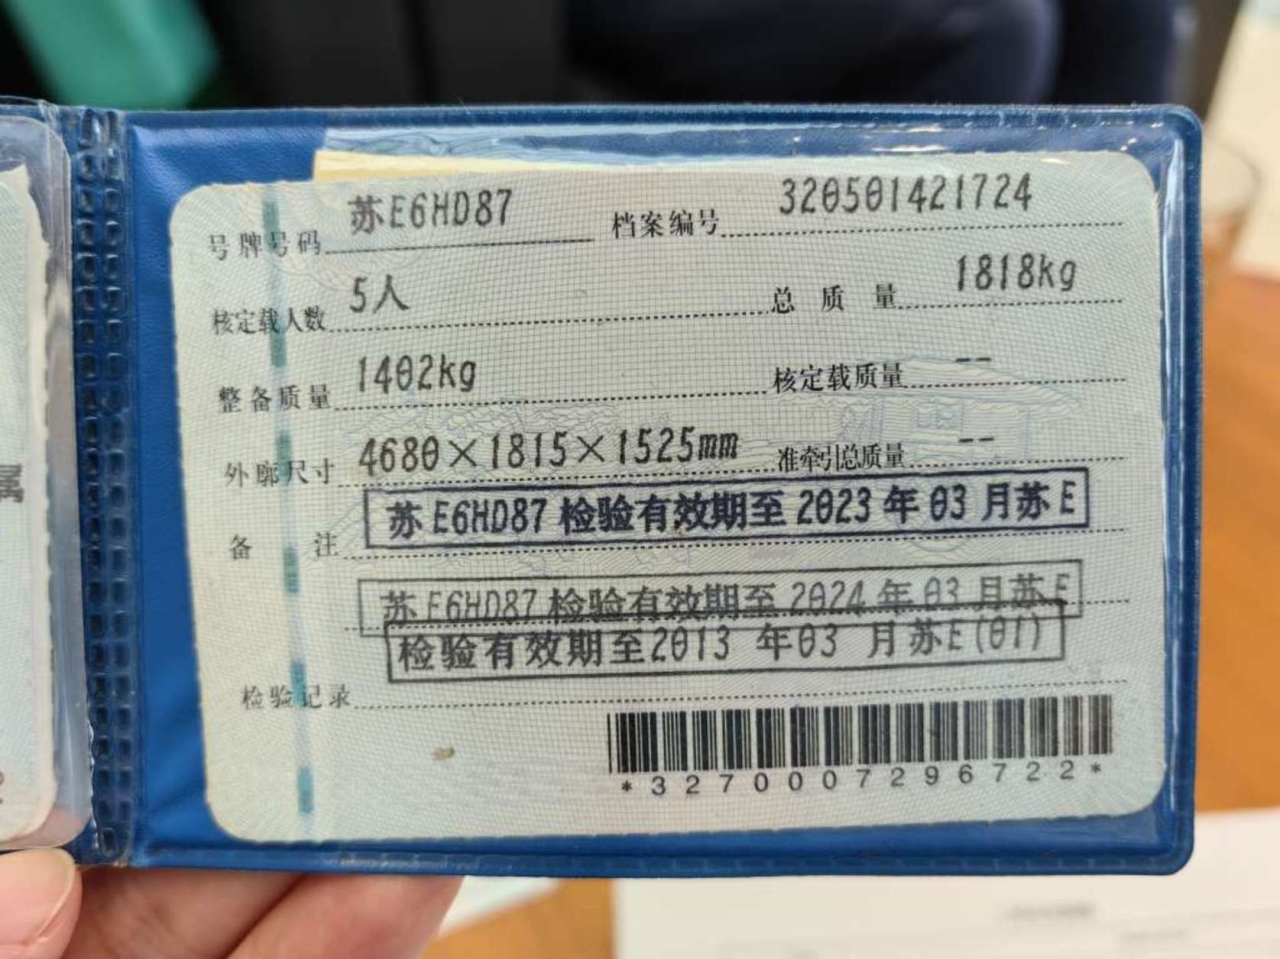 号牌号码 苏E6HD87 档案编号 320501421724
核定载人数 5人 总质量 1818kg
整备质量 1402kg 核定载质量 --
外廓尺寸 4680×1815×1525mm 准牵引总质量 --
备注 苏E6HD87检验有效期至2023年03月苏E
苏E6HD87检验有效期至2024年03月苏E
检验有效期至2013年03月苏E(01)
检验记录
*3270007296722*
属